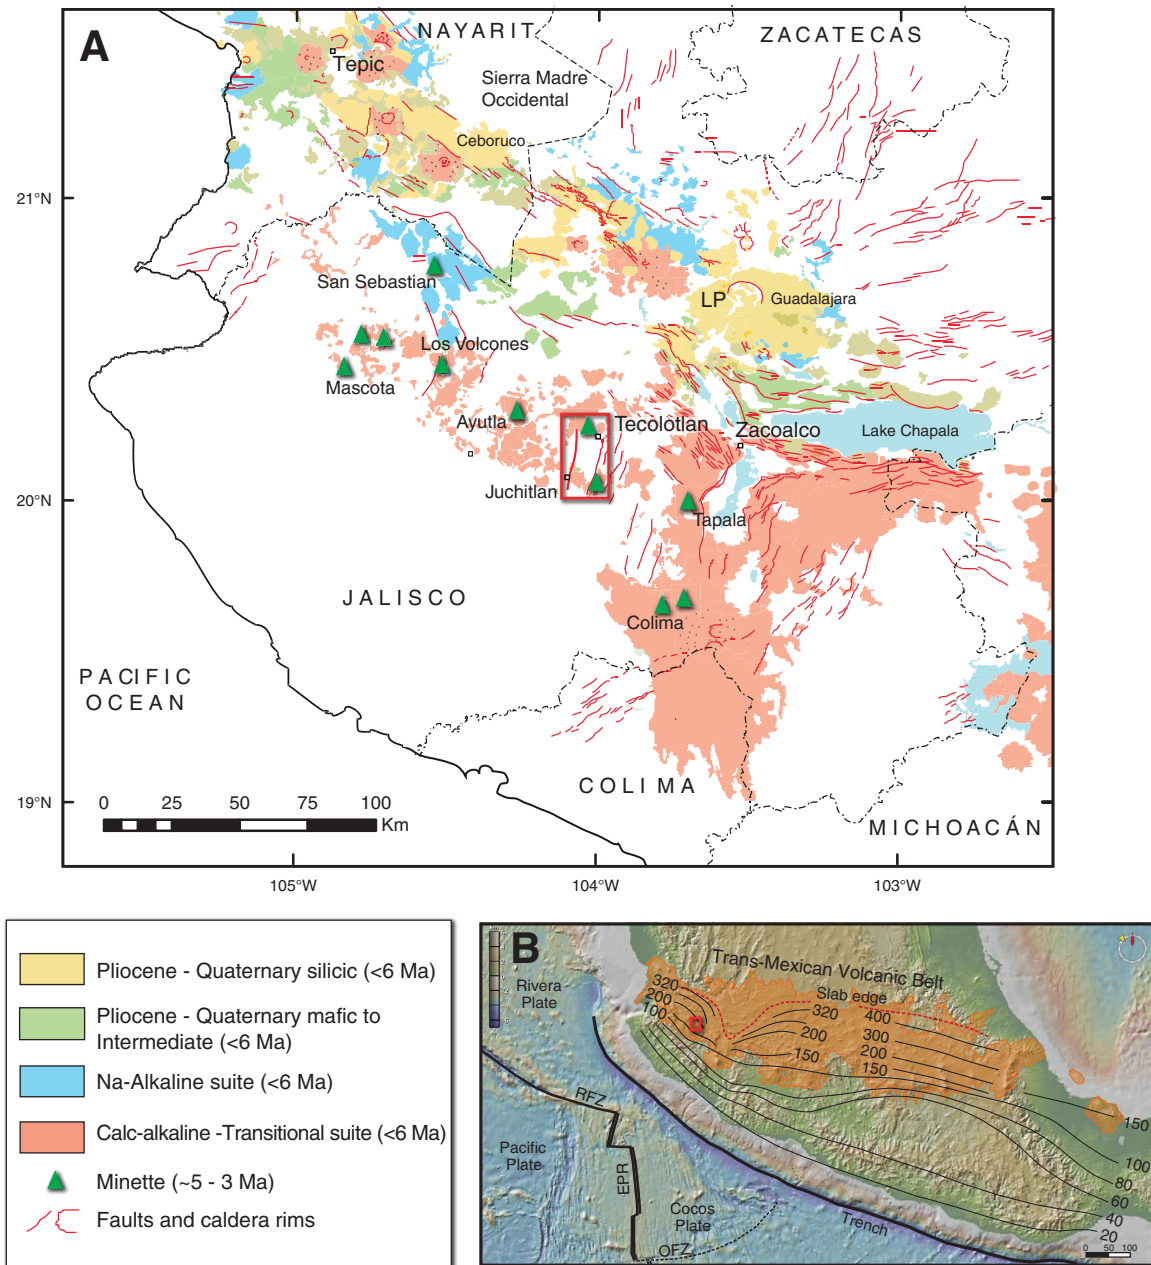 A
NAYARIT
ZACATECAS
Tepic
Sierra Madre
Occidental
Ceboruco
21°N
San Sebastian
LP
Guadalajara
Los Volcones
Mascota
Ayutla
Tecolotlan
Zacoalco
Lake Chapala
20°N
Juchitlan
Tapala
JALISCO
Colima
PACIFIC
OCEAN
COLIMA
19°N
0 25 50 75 100
Km
MICHOACÁN
105°W 104°W 103°W
Pliocene - Quaternary silicic (<6 Ma)
Pliocene - Quaternary mafic to
Intermediate (<6 Ma)
Na-Alkaline suite (<6 Ma)
Calc-alkaline -Transitional suite (<6 Ma)
Minette (~5 - 3 Ma)
Faults and caldera rims
B
Trans-Mexican Volcanic Belt
Rivera
Plate
320
200
100
Slab edge
320
200
150
400
300
200
150
150
100
80
60
40
20
RFZ
Pacific
Plate
EPR
Cocos
Plate
OFZ
Trench
0 50 100